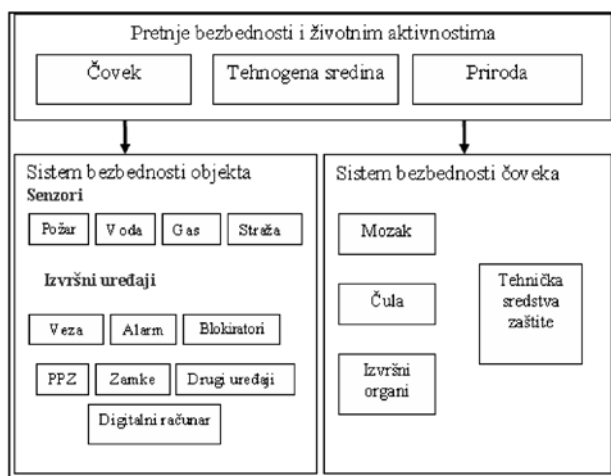 Pretnje bezbednosti i životnim aktivnostima
Čovek
Tehnogena sredina
Priroda
Sistem bezbednosti objekta
Senzori
Požar
Voda
Gas
Straža
Izvršni uređaji
Veza
Alarm
Blokiratori
PPZ
Zamke
Drugi uređaji
Digitalni računar
Sistem bezbednosti čoveka
Mozak
Čula
Izvršni
organi
Tehnička
sredstva
zaštite